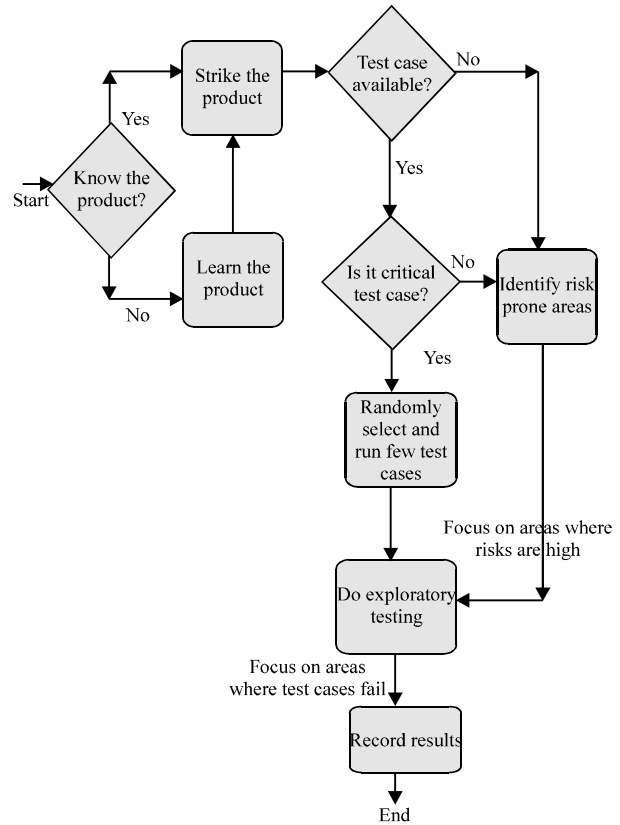 Start
Know the
product?
Yes
No
Strike the
product
Learn the
product
Test case
available?
No
Yes
Is it critical
test case?
No
Yes
Identify risk
prone areas
Randomly
select and
run few test
cases
Focus on areas where
risks are high
Do exploratory
testing
Focus on areas
where test cases fail
Record results
End